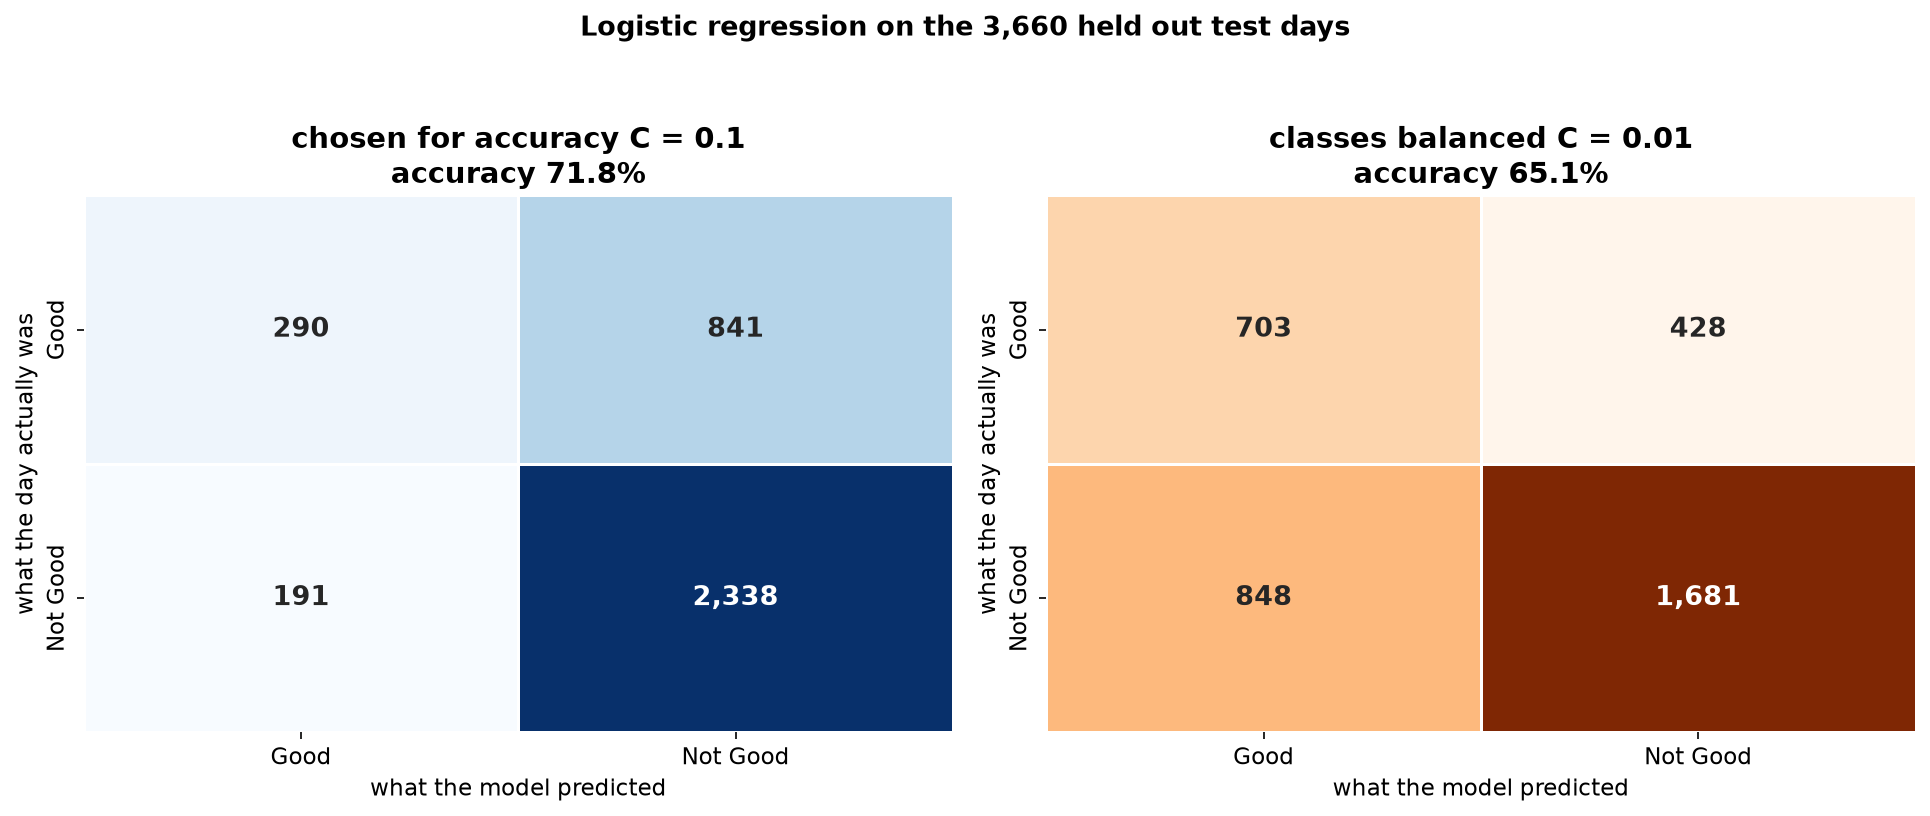 Logistic regression on the 3,660 held out test days
chosen for accuracy C = 0.1
accuracy 71.8%
what the day actually was
Good
290
841
Not Good
191
2,338
Good
Not Good
what the model predicted
classes balanced C = 0.01
accuracy 65.1%
what the day actually was
Good
703
428
Not Good
848
1,681
Good
Not Good
what the model predicted